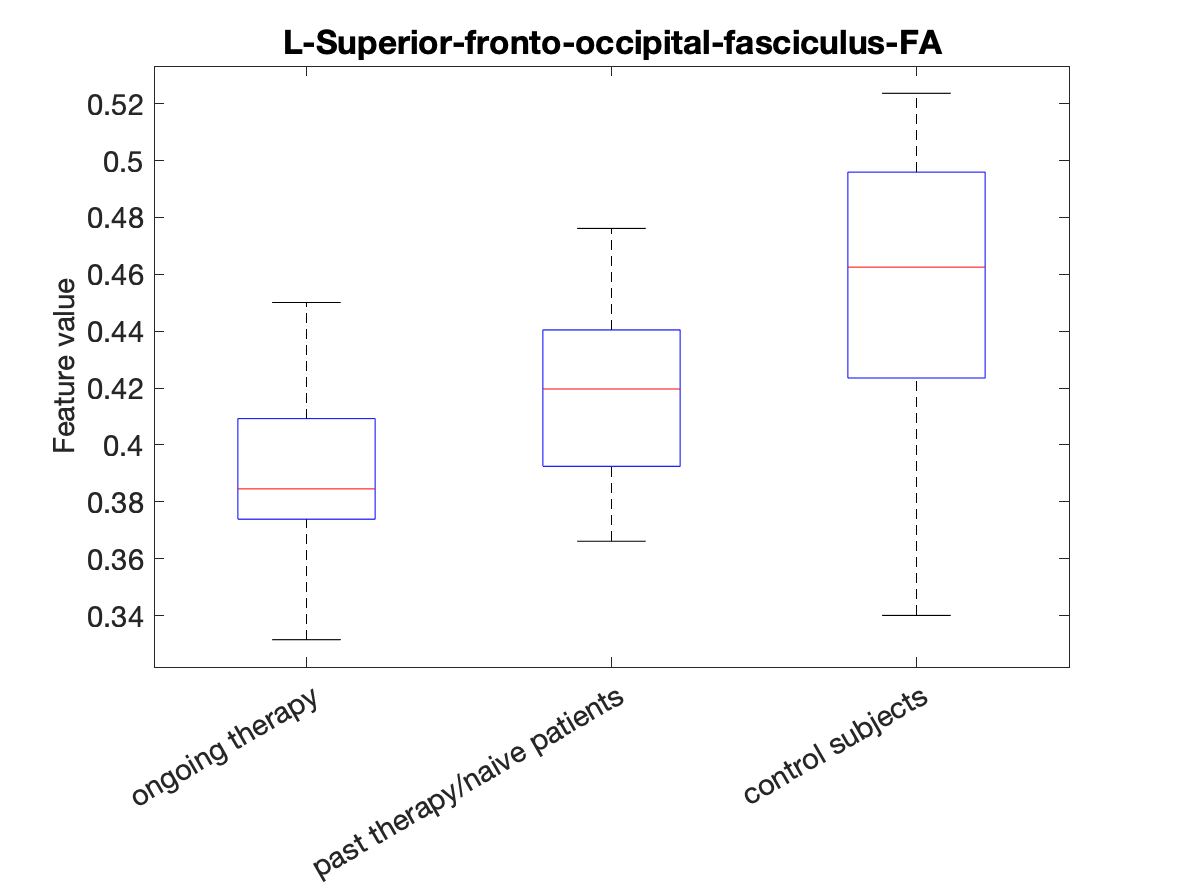 L-Superior-fronto-occipital-fasciculus-FA
0.52
0.5
0.48
0.46
0.44
0.42
0.4
0.38
0.36
0.34
Feature value
ongoing therapy
past therapy/naive patients
control subjects